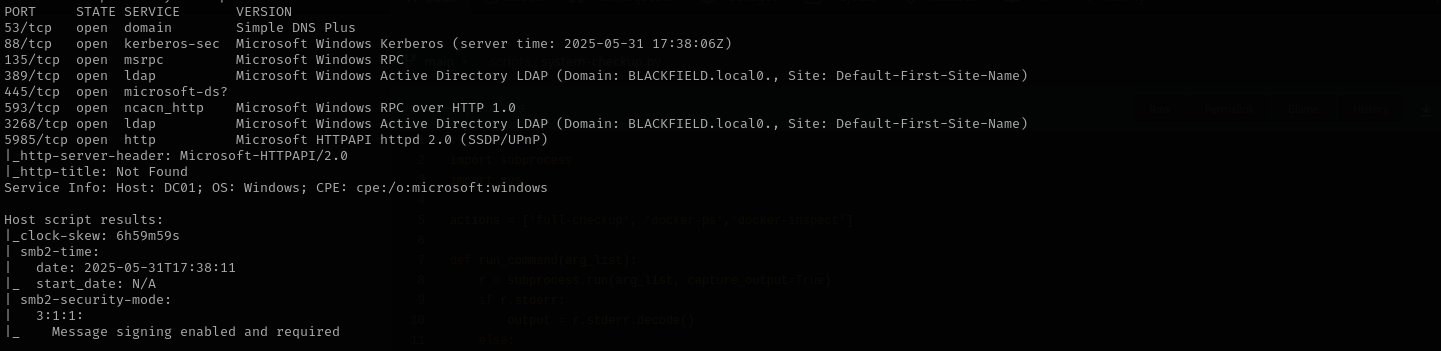 PORT     STATE SERVICE       VERSION
53/tcp   open  domain        Simple DNS Plus
88/tcp   open  kerberos-sec  Microsoft Windows Kerberos (server time: 2025-05-31 17:38:06Z)
135/tcp  open  msrpc         Microsoft Windows RPC
389/tcp  open  ldap          Microsoft Windows Active Directory LDAP (Domain: BLACKFIELD.local0., Site: Default-First-Site-Name)
445/tcp  open  microsoft-ds?
593/tcp  open  ncacn_http    Microsoft Windows RPC over HTTP 1.0
3268/tcp open  ldap          Microsoft Windows Active Directory LDAP (Domain: BLACKFIELD.local0., Site: Default-First-Site-Name)
5985/tcp open  http          Microsoft HTTPAPI httpd 2.0 (SSDP/UPnP)
|_http-server-header: Microsoft-HTTPAPI/2.0
|_http-title: Not Found
Service Info: Host: DC01; OS: Windows; CPE: cpe:/o:microsoft:windows

Host script results:
|_clock-skew: 6h59m59s
| smb2-time:
|   date: 2025-05-31T17:38:11
|_  start_date: N/A
| smb2-security-mode:
|   3:1:1:
|_    Message signing enabled and required